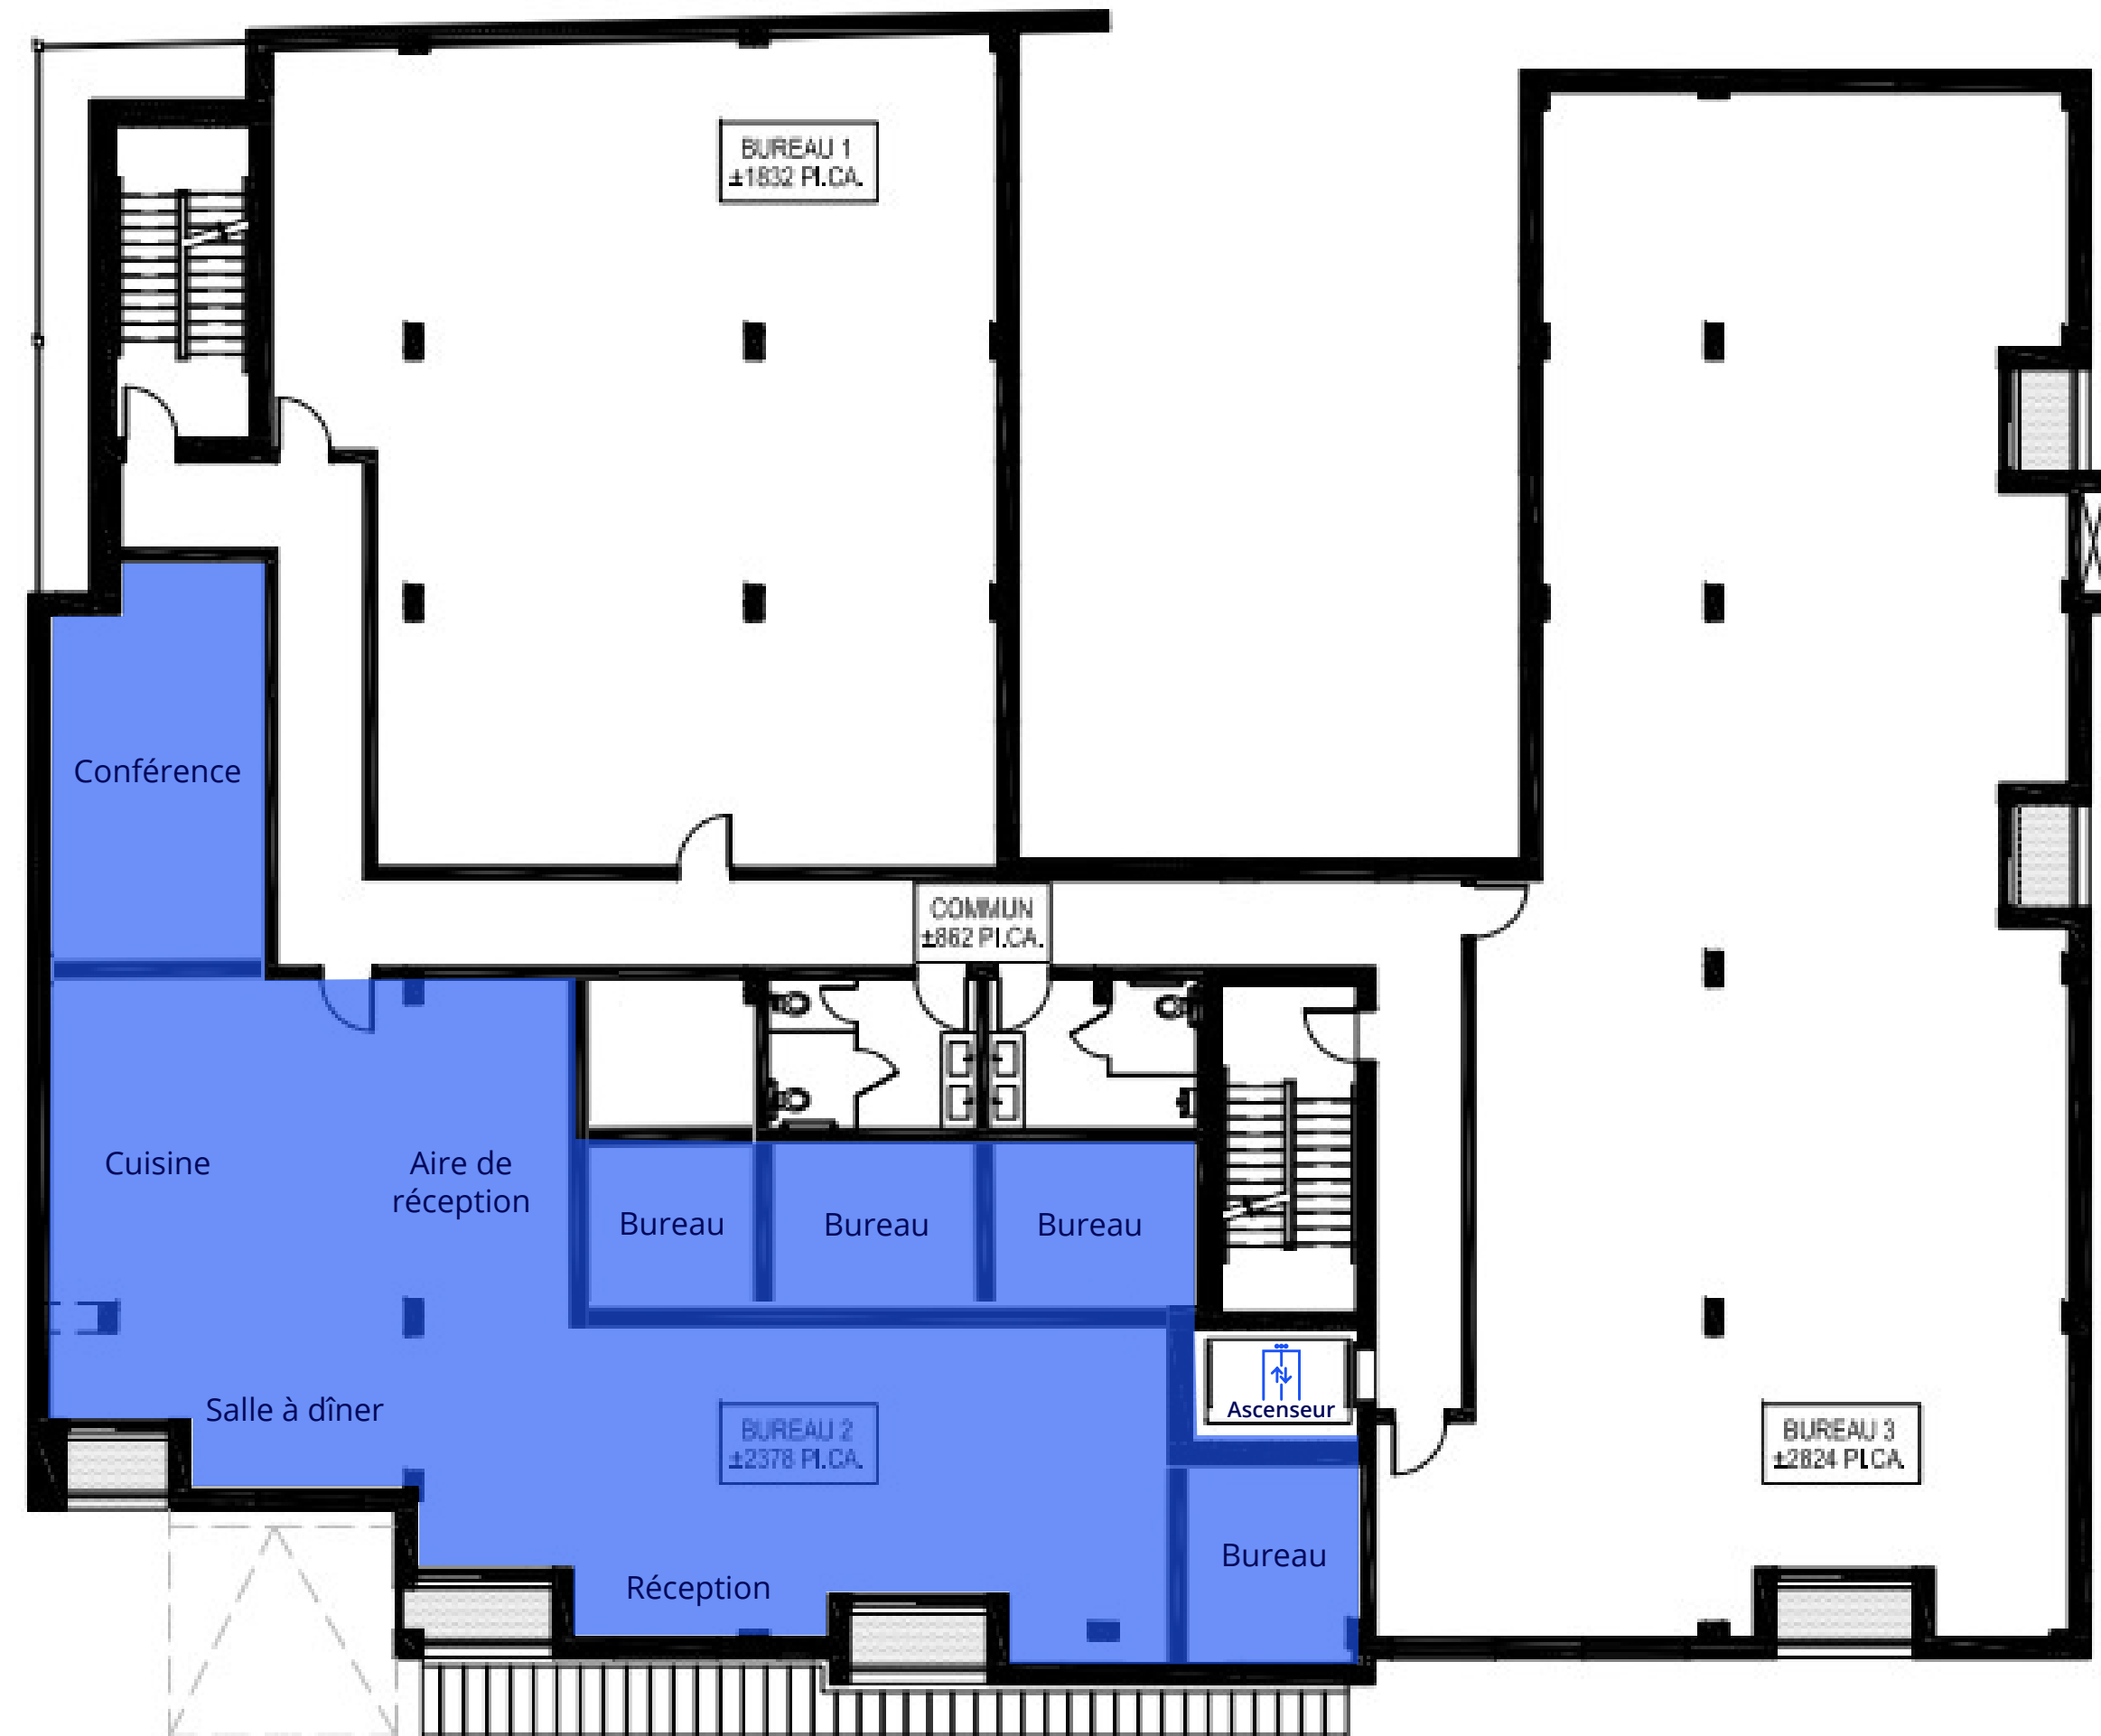 BUREAU 1
±1832 PI.CA.
Conférence
COMMUN
±862 PI.CA.
Cuisine
Aire de
réception
Bureau
Bureau
Bureau
Salle à dîner
BUREAU 2
±2378 PI.CA.
Ascenseur
BUREAU 3
±2824 PI.CA.
Bureau
Réception